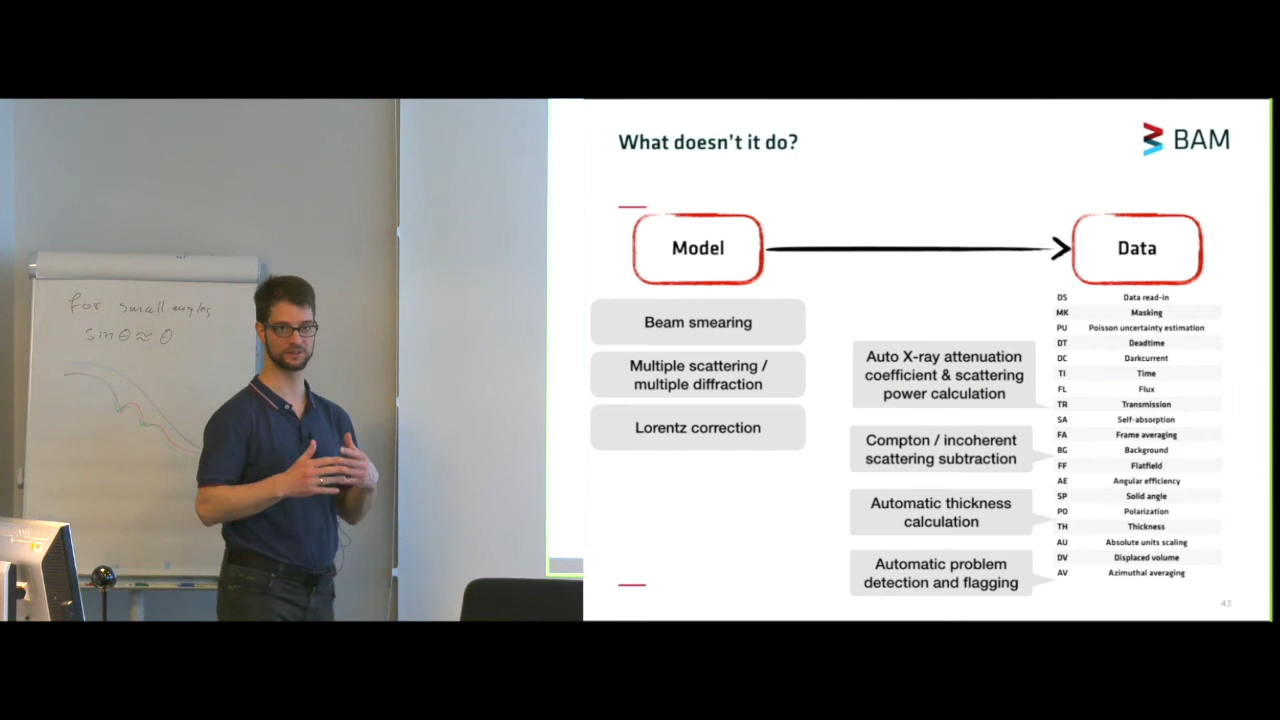 For small angles
sin θ ≈ θ
What doesn't it do?
BAM
Model
Data
Beam smearing
Multiple scattering /
multiple diffraction
Lorentz correction
Auto X-ray attenuation
coefficient & scattering
power calculation
Compton / incoherent
scattering subtraction
Automatic thickness
calculation
Automatic problem
detection and flagging
DS Data read-in
MK Masking
PU Poisson uncertainty estimation
DT Deadtime
DC Darkcurrent
TI Time
FL Flux
TR Transmission
SA Self-absorption
FA Frame averaging
BG Background
FF Flatfield
AE Angular efficiency
SP Solid angle
PO Polarization
TH Thickness
AU Absolute units scaling
DV Displaced volume
AV Azimuthal averaging
43